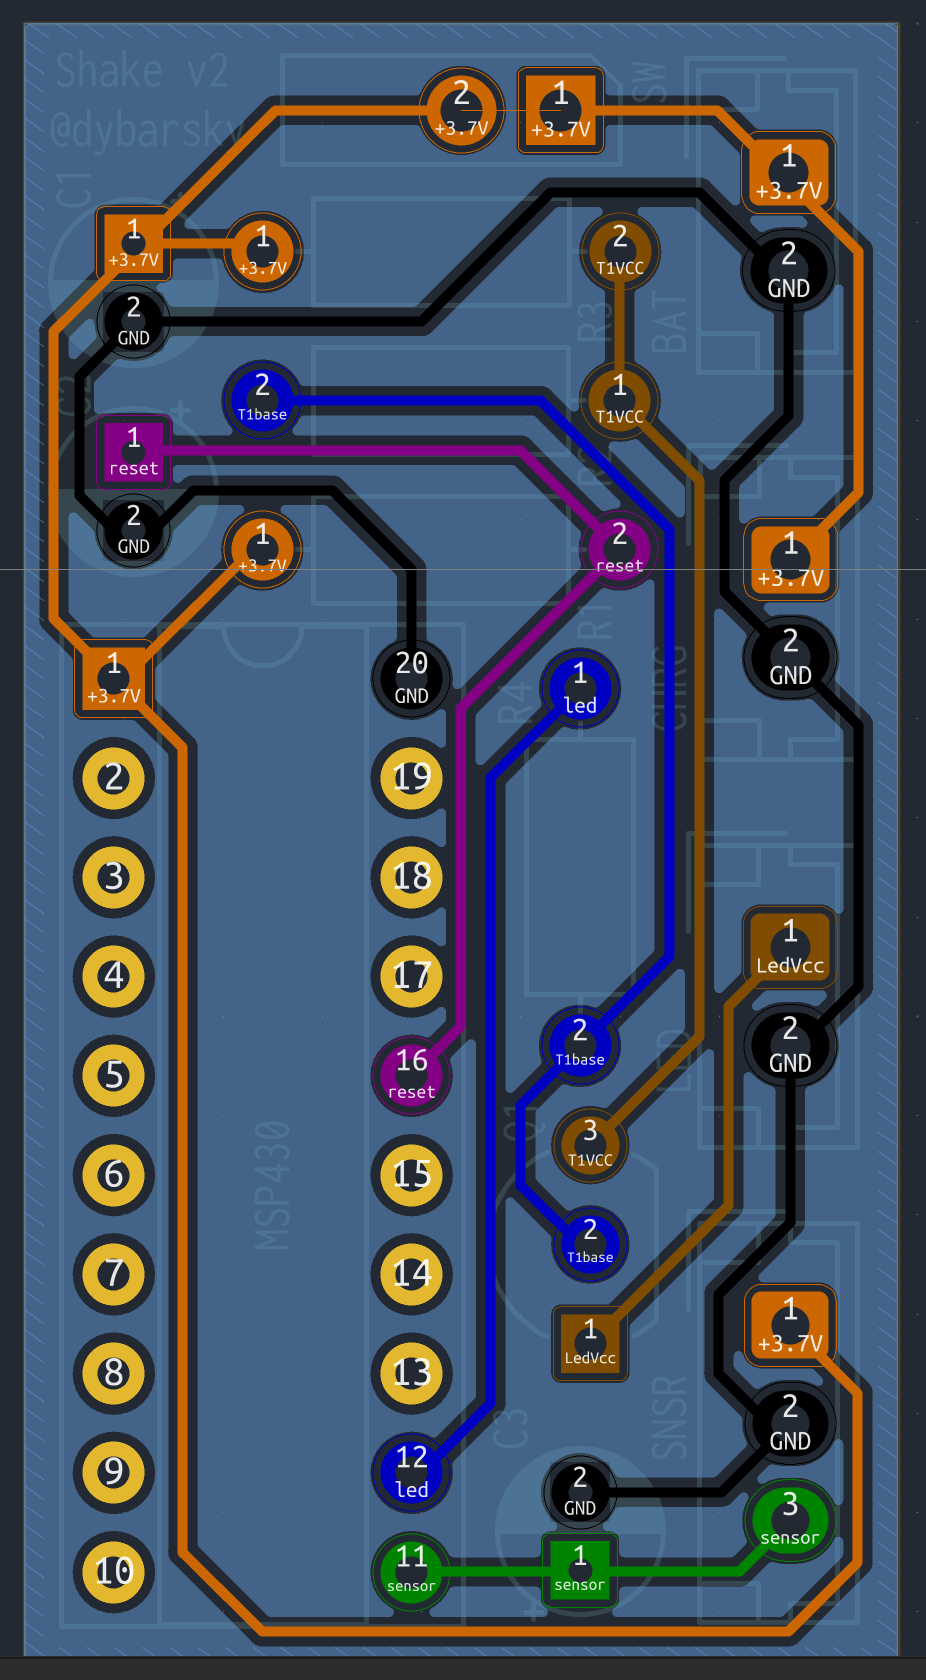 Shake v2
@dybarsky
SW
2
+3.7V
1
+3.7V
1
+3.7V
C1
1
+3.7V
1
+3.7V
2
T1VCC
2
GND
2
GND
R3
BAT
2
T1base
1
T1VCC
1
reset
R2
2
GND
1
+3.7V
2
reset
1
+3.7V
R1
1
+3.7V
20
GND
1
led
2
GND
R4
CHRG
2
19
3
18
4
17
1
LedVcc
5
16
reset
2
T1base
2
GND
LED
Q1
3
T1VCC
6
15
MSP430
7
14
2
T1base
8
13
1
LedVcc
1
+3.7V
C3
SNSR
9
12
led
2
GND
2
GND
10
11
sensor
1
sensor
3
sensor